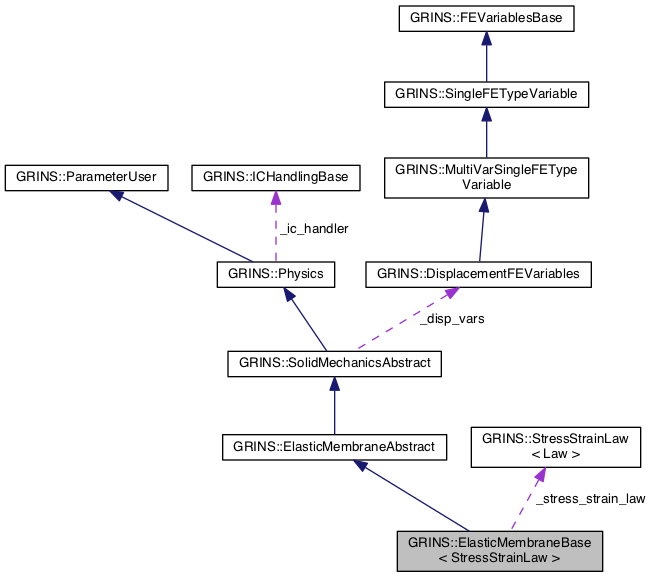 GRINS::FEVariablesBase
GRINS::SingleFETypeVariable
GRINS::ParameterUser
GRINS::ICHandlingBase
GRINS::MultiVarSingleFEType
Variable
_ic_handler
GRINS::Physics
GRINS::DisplacementFEVariables
_disp_vars
GRINS::SolidMechanicsAbstract
GRINS::ElasticMembraneAbstract
GRINS::StressStrainLaw
< Law >
_stress_strain_law
GRINS::ElasticMembraneBase
< StressStrainLaw >